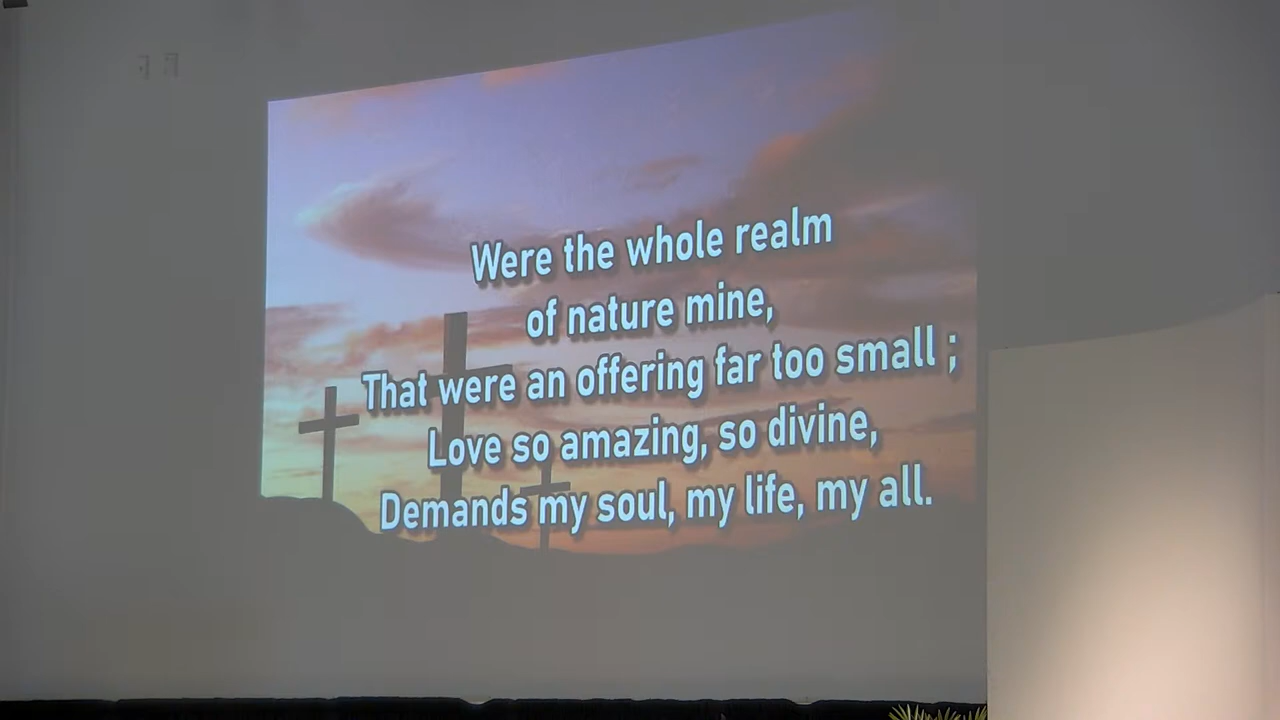 Were the whole realm
of nature mine,
That were an offering far too small ;
Love so amazing, so divine,
Demands my soul, my life, my all.